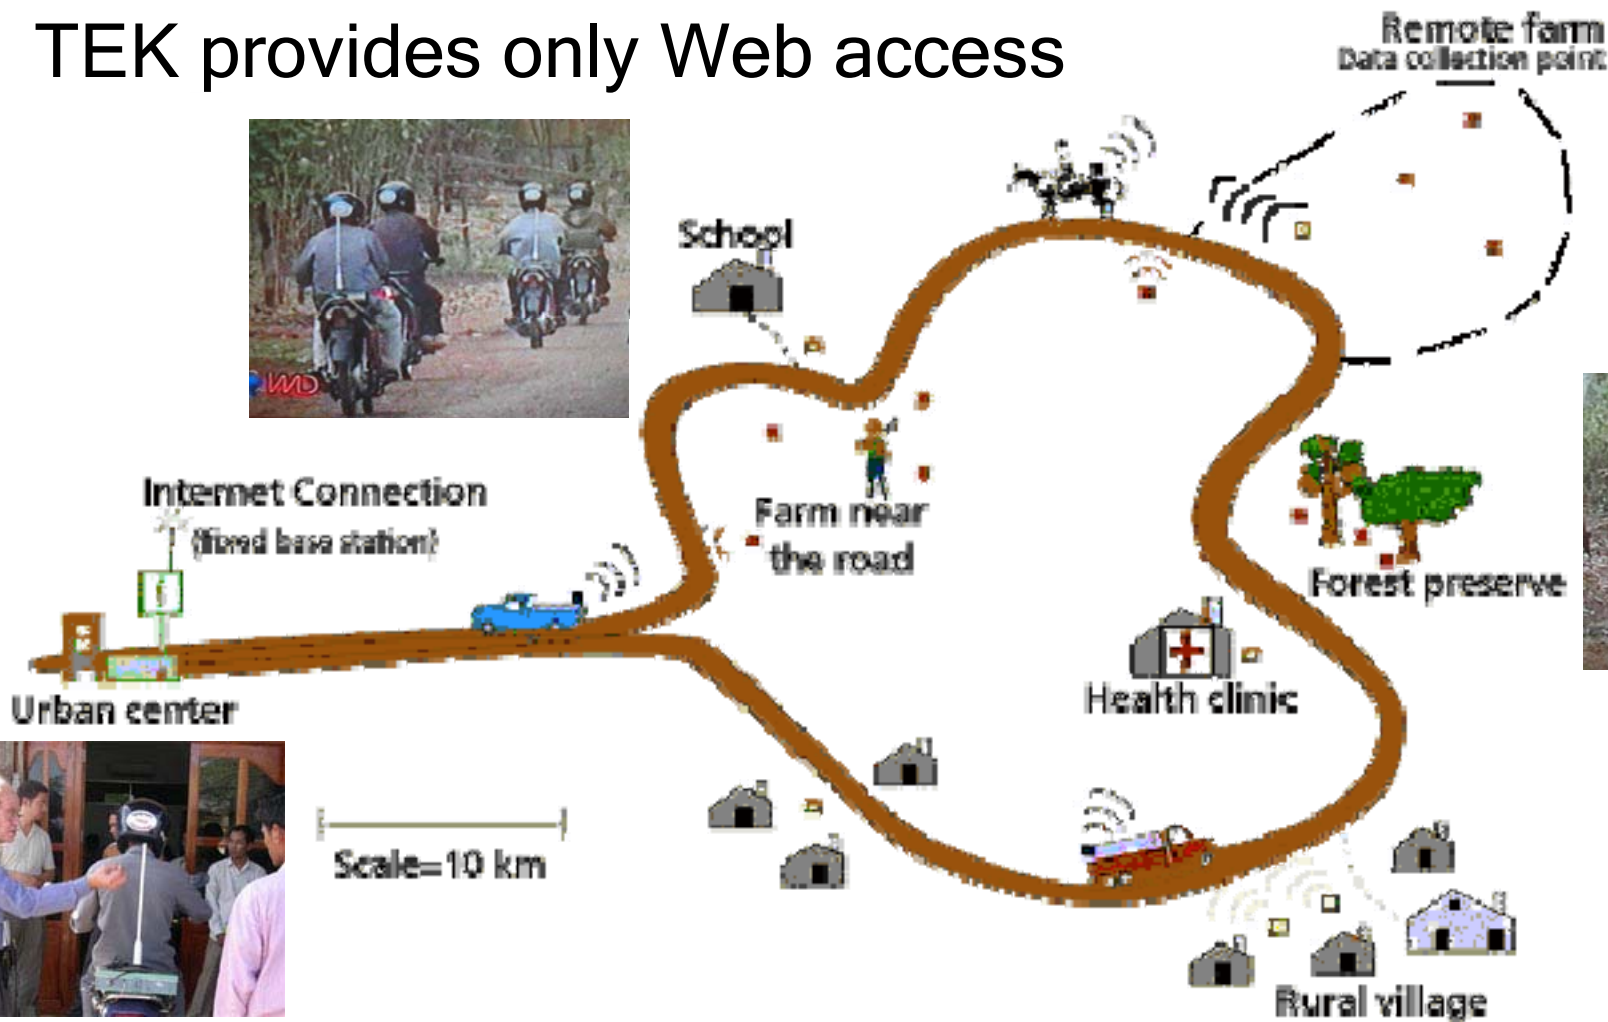 TEK provides only Web access
Remote farm
Data collection point
School
Internet Connection
(fixed base station)
Farm near
the road
Forest preserve
Health clinic
Urban center
Scale=10 km
Rural village